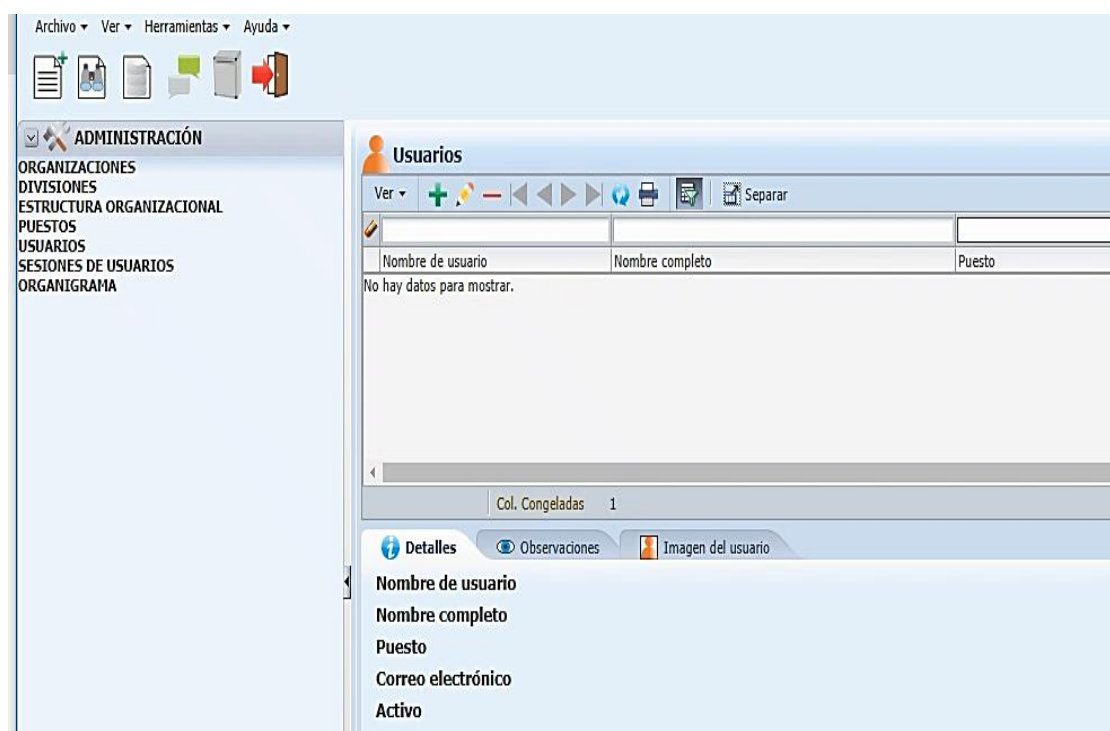 Archivo Ver Herramientas Ayuda
ADMINISTRACIÓN
ORGANIZACIONES
DIVISIONES
ESTRUCTURA ORGANIZACIONAL
PUESTOS
USUARIOS
SESIONES DE USUARIOS
ORGANIGRAMA
Usuarios
Ver Separar
Nombre de usuario Nombre completo Puesto
No hay datos para mostrar.
Col. Congeladas 1
Detalles Observaciones Imagen del usuario
Nombre de usuario
Nombre completo
Puesto
Correo electrónico
Activo